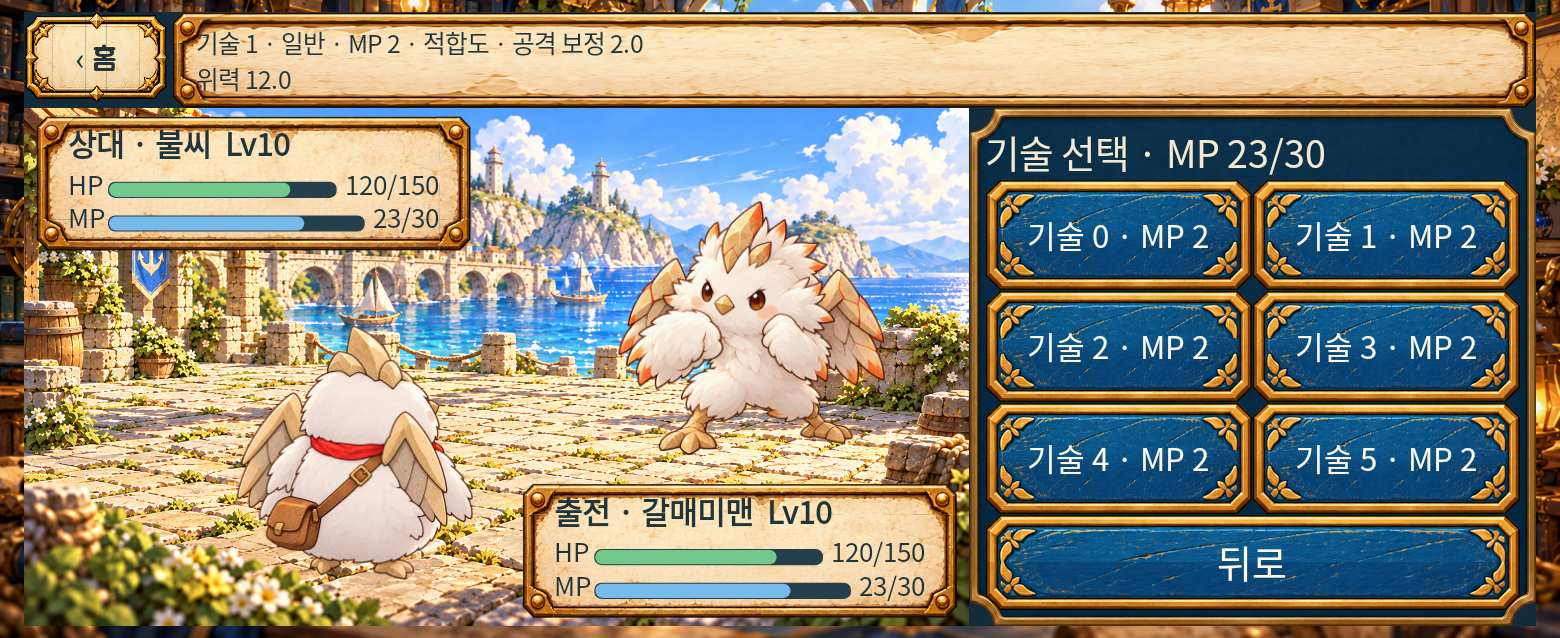 ‹ 홈
기술 1 · 일반 · MP 2 · 적합도 · 공격 보정 2.0
위력 12.0
상대 · 불씨 Lv10
HP 120/150
MP 23/30
기술 선택 · MP 23/30
기술 0 · MP 2
기술 1 · MP 2
기술 2 · MP 2
기술 3 · MP 2
기술 4 · MP 2
기술 5 · MP 2
뒤로
출전 · 갈매미맨 Lv10
HP 120/150
MP 23/30